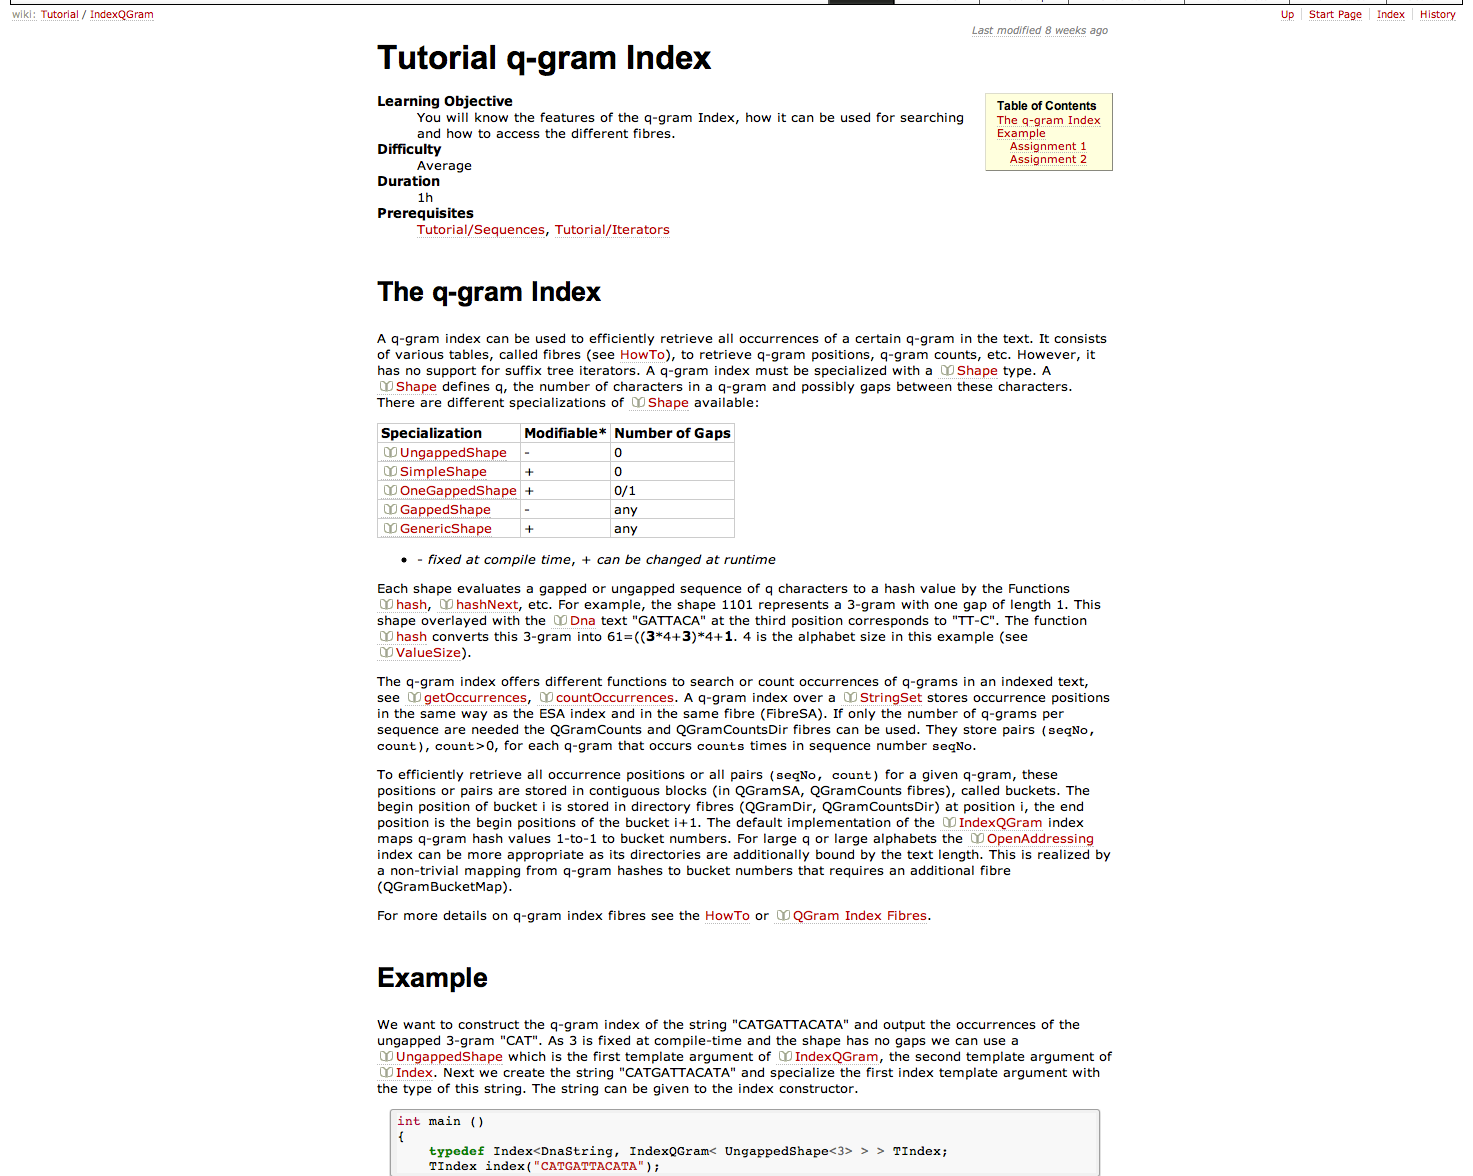 wiki: Tutorial / IndexQGram
Up Start Page Index History
Last modified 8 weeks ago
Tutorial q-gram Index
Learning Objective
You will know the features of the q-gram Index, how it can be used for searching
and how to access the different fibres.
Difficulty
Average
Duration
1h
Prerequisites
Tutorial/Sequences, Tutorial/Iterators
Table of Contents
The q-gram Index
Example
Assignment 1
Assignment 2
The q-gram Index
A q-gram index can be used to efficiently retrieve all occurrences of a certain q-gram in the text. It consists
of various tables, called fibres (see HowTo), to retrieve q-gram positions, q-gram counts, etc. However, it
has no support for suffix tree iterators. A q-gram index must be specialized with a Shape type. A
Shape defines q, the number of characters in a q-gram and possibly gaps between these characters.
There are different specializations of Shape available:
Specialization Modifiable* Number of Gaps
UngappedShape - 0
SimpleShape + 0
OneGappedShape + 0/1
GappedShape - any
GenericShape + any
• - fixed at compile time, + can be changed at runtime
Each shape evaluates a gapped or ungapped sequence of q characters to a hash value by the Functions
hash, hashNext, etc. For example, the shape 1101 represents a 3-gram with one gap of length 1. This
shape overlayed with the Dna text "GATTACA" at the third position corresponds to "TT-C". The function
hash converts this 3-gram into 61=((3*4+3)*4+1. 4 is the alphabet size in this example (see
ValueSize).
The q-gram index offers different functions to search or count occurrences of q-grams in an indexed text,
see getOccurrences, countOccurrences. A q-gram index over a StringSet stores occurrence positions
in the same way as the ESA index and in the same fibre (FibreSA). If only the number of q-grams per
sequence are needed the QGramCounts and QGramCountsDir fibres can be used. They store pairs (seqNo,
count), count>0, for each q-gram that occurs counts times in sequence number seqNo.
To efficiently retrieve all occurrence positions or all pairs (seqNo, count) for a given q-gram, these
positions or pairs are stored in contiguous blocks (in QGramSA, QGramCounts fibres), called buckets. The
begin position of bucket i is stored in directory fibres (QGramDir, QGramCountsDir) at position i, the end
position is the begin positions of the bucket i+1. The default implementation of the IndexQGram index
maps q-gram hash values 1-to-1 to bucket numbers. For large q or large alphabets the OpenAddressing
index can be more appropriate as its directories are additionally bound by the text length. This is realized by
a non-trivial mapping from q-gram hashes to bucket numbers that requires an additional fibre
(QGramBucketMap).
For more details on q-gram index fibres see the HowTo or QGram Index Fibres.
Example
We want to construct the q-gram index of the string "CATGATTACATA" and output the occurrences of the
ungapped 3-gram "CAT". As 3 is fixed at compile-time and the shape has no gaps we can use a
UngappedShape which is the first template argument of IndexQGram, the second template argument of
Index. Next we create the string "CATGATTACATA" and specialize the first index template argument with
the type of this string. The string can be given to the index constructor.
int main ()
{
typedef Index<DnaString, IndexQGram< UngappedShape<3> > > TIndex;
TIndex index("CATGATTACATA");